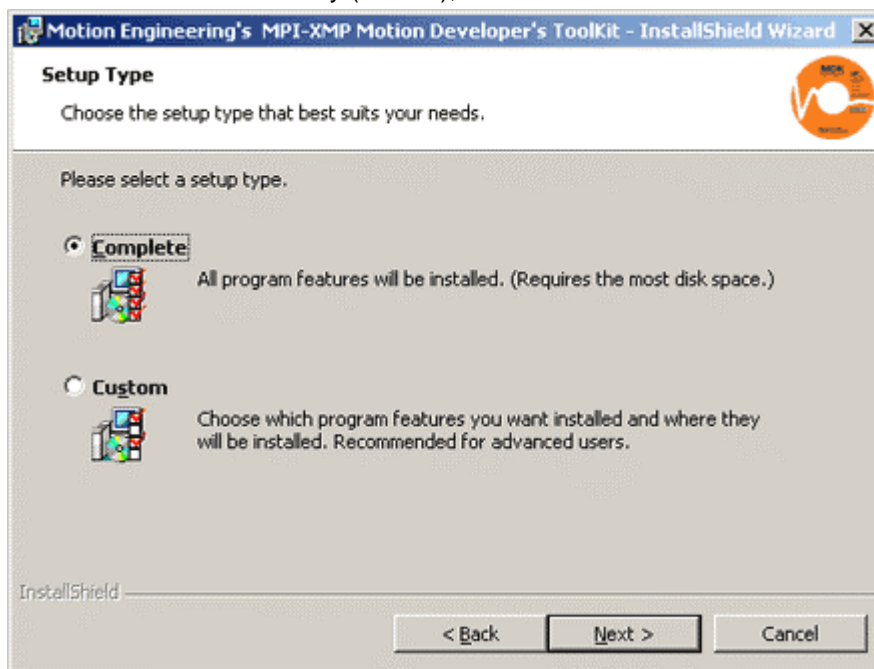 Motion Engineering's MPI-XMP Motion Developer's ToolKit - InstallShield Wizard
Setup Type
Choose the setup type that best suits your needs.
MDK
Please select a setup type.
Complete
All program features will be installed. (Requires the most disk space.)
Custom
Choose which program features you want installed and where they
will be installed. Recommended for advanced users.
InstallShield
< Back
Next >
Cancel